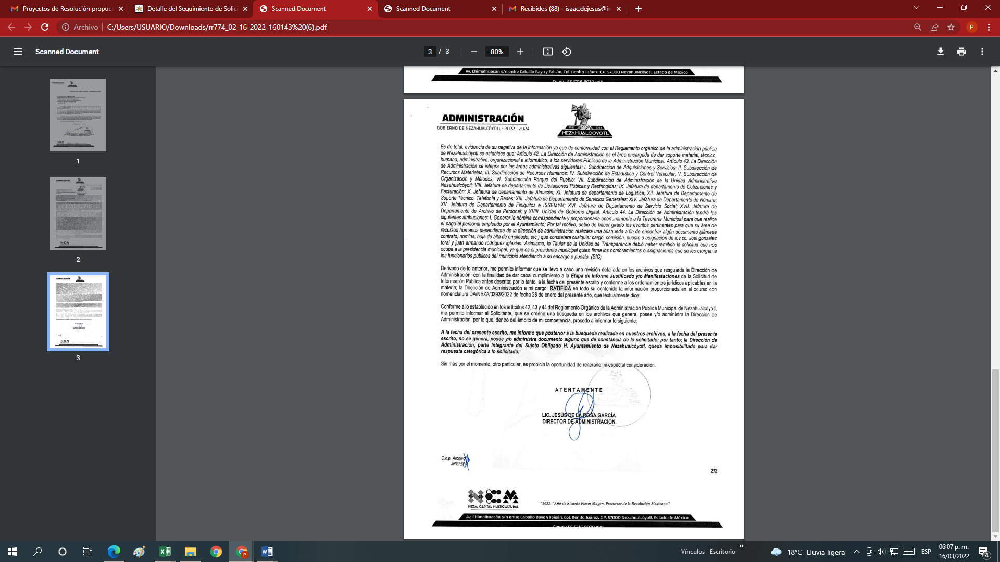 Proyectos de Resolución propues
Detalle del Seguimiento de Solici
Scanned Document
Scanned Document
Recibidos (88) - isaac.dejesus@in
Archivo
C:/Users/USUARIO/Downloads/rr774_02-16-2022-160143%20(6).pdf
P
Scanned Document
3 / 3
80%
1
2
3
Av. Chimalhuacán s/n entre Caballo Bayo y Faisán, Col. Benito Juárez. C.P. 57000 Nezahualcóyotl, Estado de México
ADMINISTRACIÓN
GOBIERNO DE NEZAHUALCÓYOTL - 2022 - 2024
2022 2024
NEZAHUALCÓYOTL
Es de total, evidencia de su negativa de la información ya que de conformidad con el Reglamento orgánico de la administración pública
de Nezahualcóyotl se establece que: Articulo 42. La Dirección de Administración es el área encargada de dar soporte material, técnico,
humano, administrativo, organizacional e informático, a los servidores Públicos de la Administración Municipal. Artículo 43. La Dirección
de Administración se integra por las áreas administrativas siguientes: I. Subdirección de Adquisiciones y Servicios; II. Subdirección de
Recursos Materiales; III. Subdirección de Recursos Humanos; IV. Subdirección de Estadística y Control Vehicular; V. Subdirección de
Organización y Métodos; VI. Subdirección Parque del Pueblo; VII. Subdirección de Administración de la Unidad Administrativa
Nezahualcóyotl; VIII. Jefatura de departamento de Licitaciones Púbicas y Restringidas; IX. Jefatura de departamento de Cotizaciones y
Facturación; X. Jefatura de departamento de Almacén; XI. Jefatura de departamento de Logística; XII. Jefatura de Departamento de
Soporte Técnico, Telefonía y Redes; XIII. Jefatura de Departamento de Servicios Generales; XIV. Jefatura de Departamento de Nómina;
XV. Jefatura de Departamento de Finiquitos e ISSEMYM; XVI. Jefatura de Departamento de Servicio Social; XVII. Jefatura de
Departamento de Archivo de Personal; y XVIII. Unidad de Gobierno Digital. Artículo 44. La Dirección de Administración tendrá las
siguientes atribuciones: I. Generar la nómina correspondiente y proporcionarla oportunamente a la Tesorería Municipal para que realice
el pago al personal empleado por el Ayuntamiento; Por tal motivo, debió de haber girado los escritos pertinentes para que su área de
recursos humanos dependiente de la dirección de administración realizara una búsqueda a fin de encontrar algún documento (llámese
contrato, nomina, hoja de alta de empleado, etc.) que constatara cualquier cargo, comisión, puesto o asignación de los cc. Joel gonzalez
toral y juan armando rodríguez iglesias. Asimismo, la Titular de la Unidas de Transparencia debió haber remitido la solicitud que nos
ocupa a la presidencia municipal, ya que es el presidente municipal quien firma los nombramientos o asignaciones que se les otorgan a
los funcionarios públicos del municipio atendiendo a su encargo o puesto. (SIC)
Derivado de lo anterior, me permito informar que se llevó a cabo una revisión detallada en los archivos que resguarda la Dirección de
Administración, con la finalidad de dar cabal cumplimiento a la Etapa de Informe Justificado y/o Manifestaciones de la Solicitud de
Información Pública antes descrita; por lo tanto, a la fecha del presente escrito y conforme a los ordenamientos jurídicos aplicables en la
materia; la Dirección de Administración a mi cargo; RATIFICA en todo su contenido la información proporcionada en el ocurso con
nomenclatura DA/NEZA/0393/2022 de fecha 28 de enero del presente año, que textualmente dice:
Conforme a lo establecido en los artículos 42, 43 y 44 del Reglamento Orgánico de la Administración Pública Municipal de Nezahualcóyotl,
me permito informar al Solicitante, que se ordenó una búsqueda en los archivos que genera, posee y/o administra la Dirección de
Administración, por lo que, dentro del ámbito de mi competencia, procedo a informar lo siguiente:
A la fecha del presente escrito, me informo que posterior a la búsqueda realizada en nuestros archivos, a la fecha del presente
escrito, no se genera, posee y/o administra documento alguno que de constancia de lo solicitado; por tanto; la Dirección de
Administración, parte Integrante del Sujeto Obligado H. Ayuntamiento de Nezahualcóyotl, queda imposibilitado para dar
respuesta categórica a lo solicitado.
Sin más por el momento, otro particular, es propicia la oportunidad de reiterarle mi especial consideración.
ATENTAMENTE
LIC. JESÚS DE LA ROSA GARCÍA
DIRECTOR DE ADMINISTRACIÓN
C.c.p. Archivo
JRG/djl
2/2
NCM
NEZA, CAPITAL MULTICULTURAL
"2022. "Año de Ricardo Flores Magón, Precursor de la Revolución Mexicana"
Av. Chimalhuacán s/n entre Caballo Bayo y Faisán, Col. Benito Juárez. C.P. 57000 Nezahualcóyotl, Estado de México
Vínculos Escritorio
18°C Lluvia ligera
ESP
06:07 p. m.
16/03/2022
4